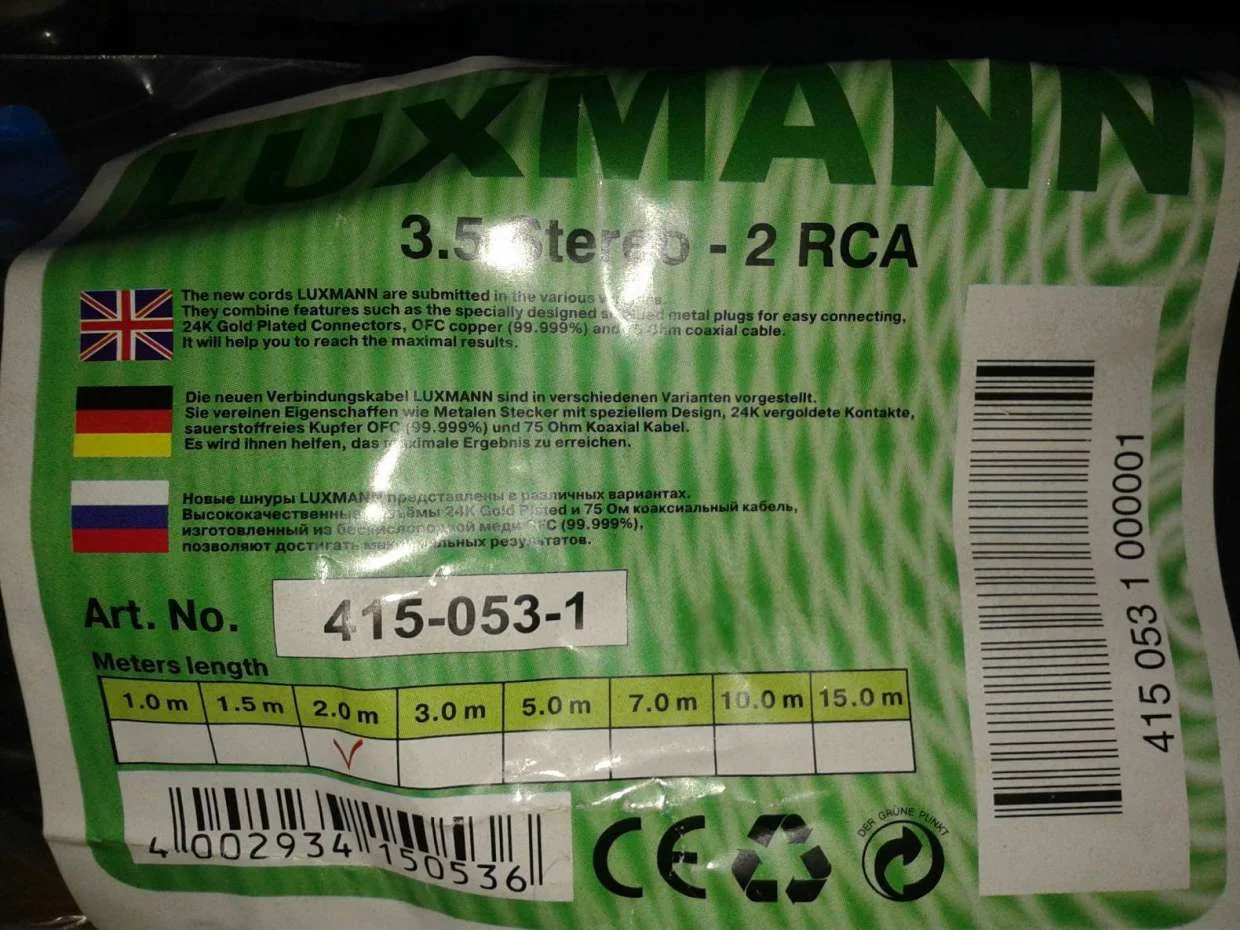 LUXMANN
3.5 Stereo - 2 RCA
The new cords LUXMANN are submitted in the various
They combine features such as the specially designed metal plugs for easy connecting,
24K Gold Plated Connectors, OFC copper (99.999%) and 75 Ohm coaxial cable.
It will help you to reach the maximal results.
Die neuen Verbindungskabel LUXMANN sind in verschiedenen Varianten vorgestellt.
Sie vereinen Eigenschaffen wie Metalen Stecker mit speziellem Design, 24K vergoldete Kontakte,
sauerstoffreies Kupfer OFC (99.999%) und 75 Ohm Koaxial Kabel.
Es wird ihnen helfen, das maximale Ergebnis zu erreichen.
Новые шнуры LUXMANN представлены в различных вариантах.
Высококачественные разъёмы 24K Gold Plated и 75 Ом коаксиальный кабель,
изготовленный из бескислородной меди OFC (99.999%),
позволяют достигать максимальных результатов.
Art. No. 415-053-1
Meters length
1.0 m 1.5 m 2.0 m 3.0 m 5.0 m 7.0 m 10.0 m 15.0 m
4 002934 150536
CE
DER GRÜNE PUNKT
415 053 1 000001